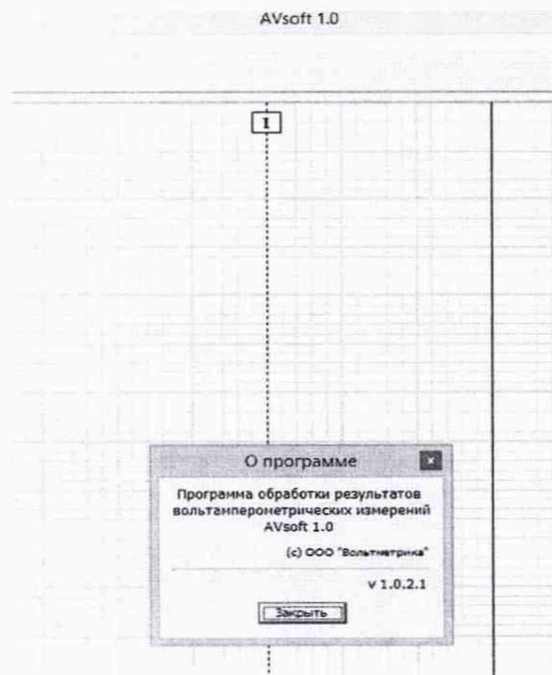 AVsoft 1.0
1
О программе
Программа обработки результатов
вольтамперометрических измерений
AVsoft 1.0
(c) ООО "Вольтметрика"
v 1.0.2.1
Закрыть